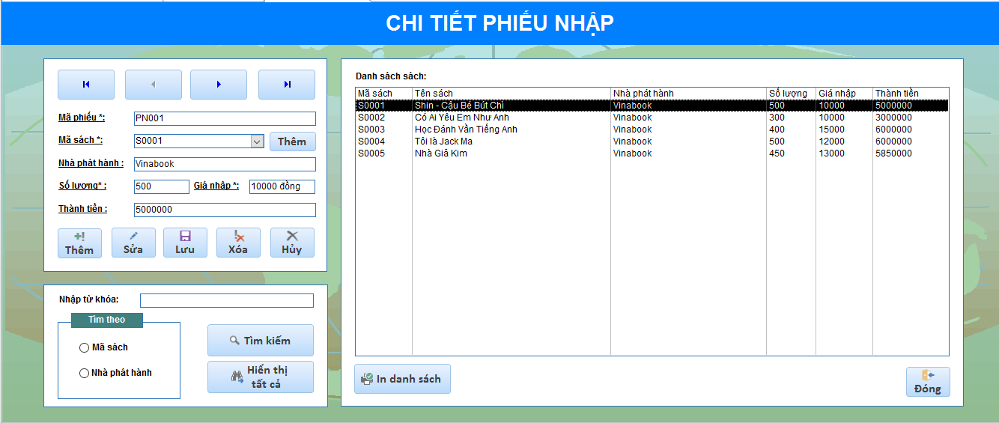 CHI TIẾT PHIẾU NHẬP
Mã phiếu *: PN001
Mã sách *: S0001 Thêm
Nhà phát hành : Vinabook
Số lượng* : 500 Giá nhập *: 10000 đồng
Thành tiền : 5000000
Thêm Sửa Lưu Xóa Hủy
Nhập từ khóa:
Tìm theo
Mã sách
Nhà phát hành
Tìm kiếm
Hiển thị
tất cả
Danh sách sách:
Mã sách Tên sách Nhà phát hành Số lượng Giá nhập Thành tiền
S0001 Shin - Cậu Bé Bút Chì Vinabook 500 10000 5000000
S0002 Có Ai Yêu Em Như Anh Vinabook 300 10000 3000000
S0003 Học Đánh Vần Tiếng Anh Vinabook 400 15000 6000000
S0004 Tôi là Jack Ma Vinabook 500 12000 6000000
S0005 Nhà Giả Kim Vinabook 450 13000 5850000
In danh sách
Đóng